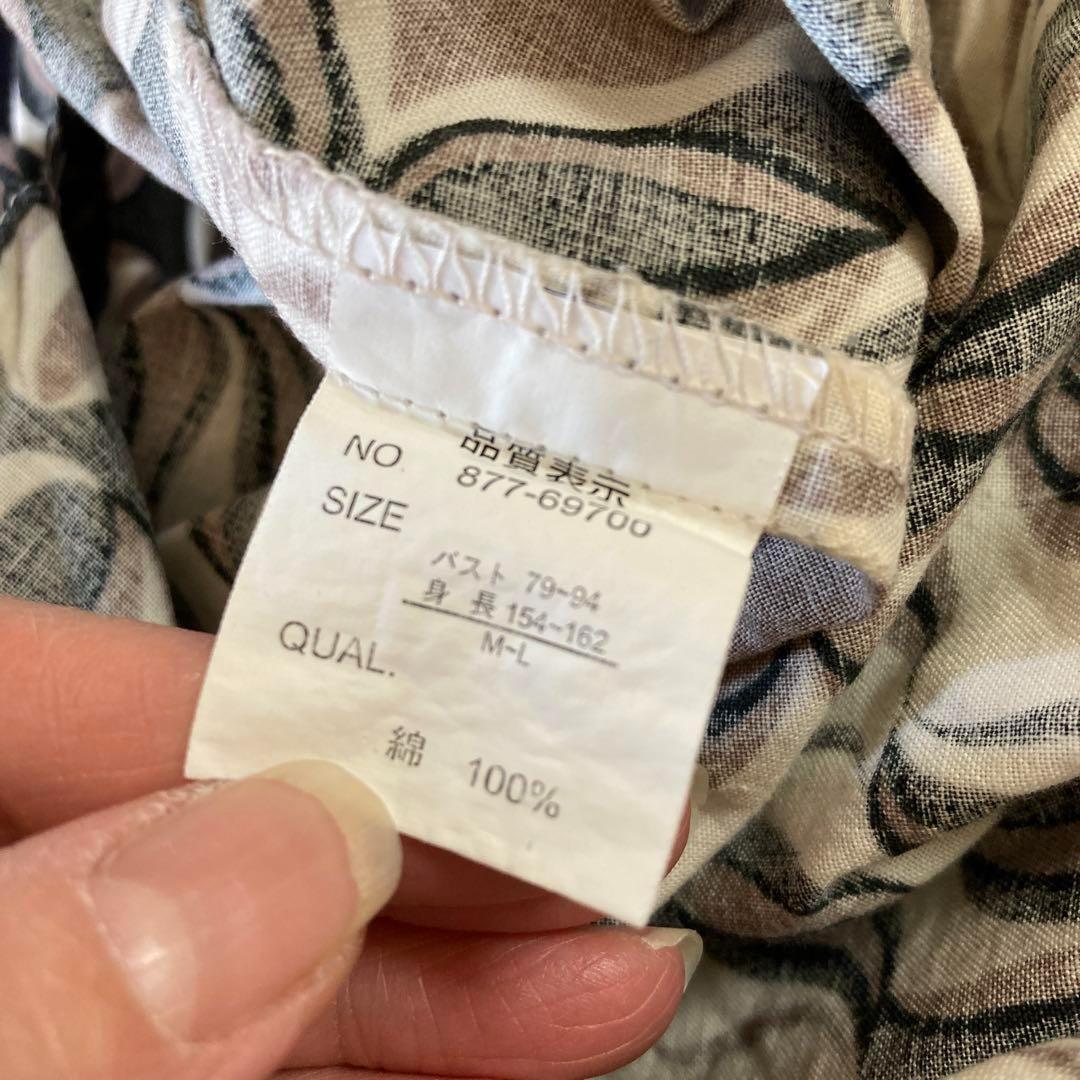 品質表示
NO. 877-69700
SIZE
バスト 79~94
身長 154~162
M~L
QUAL.
綿 100%